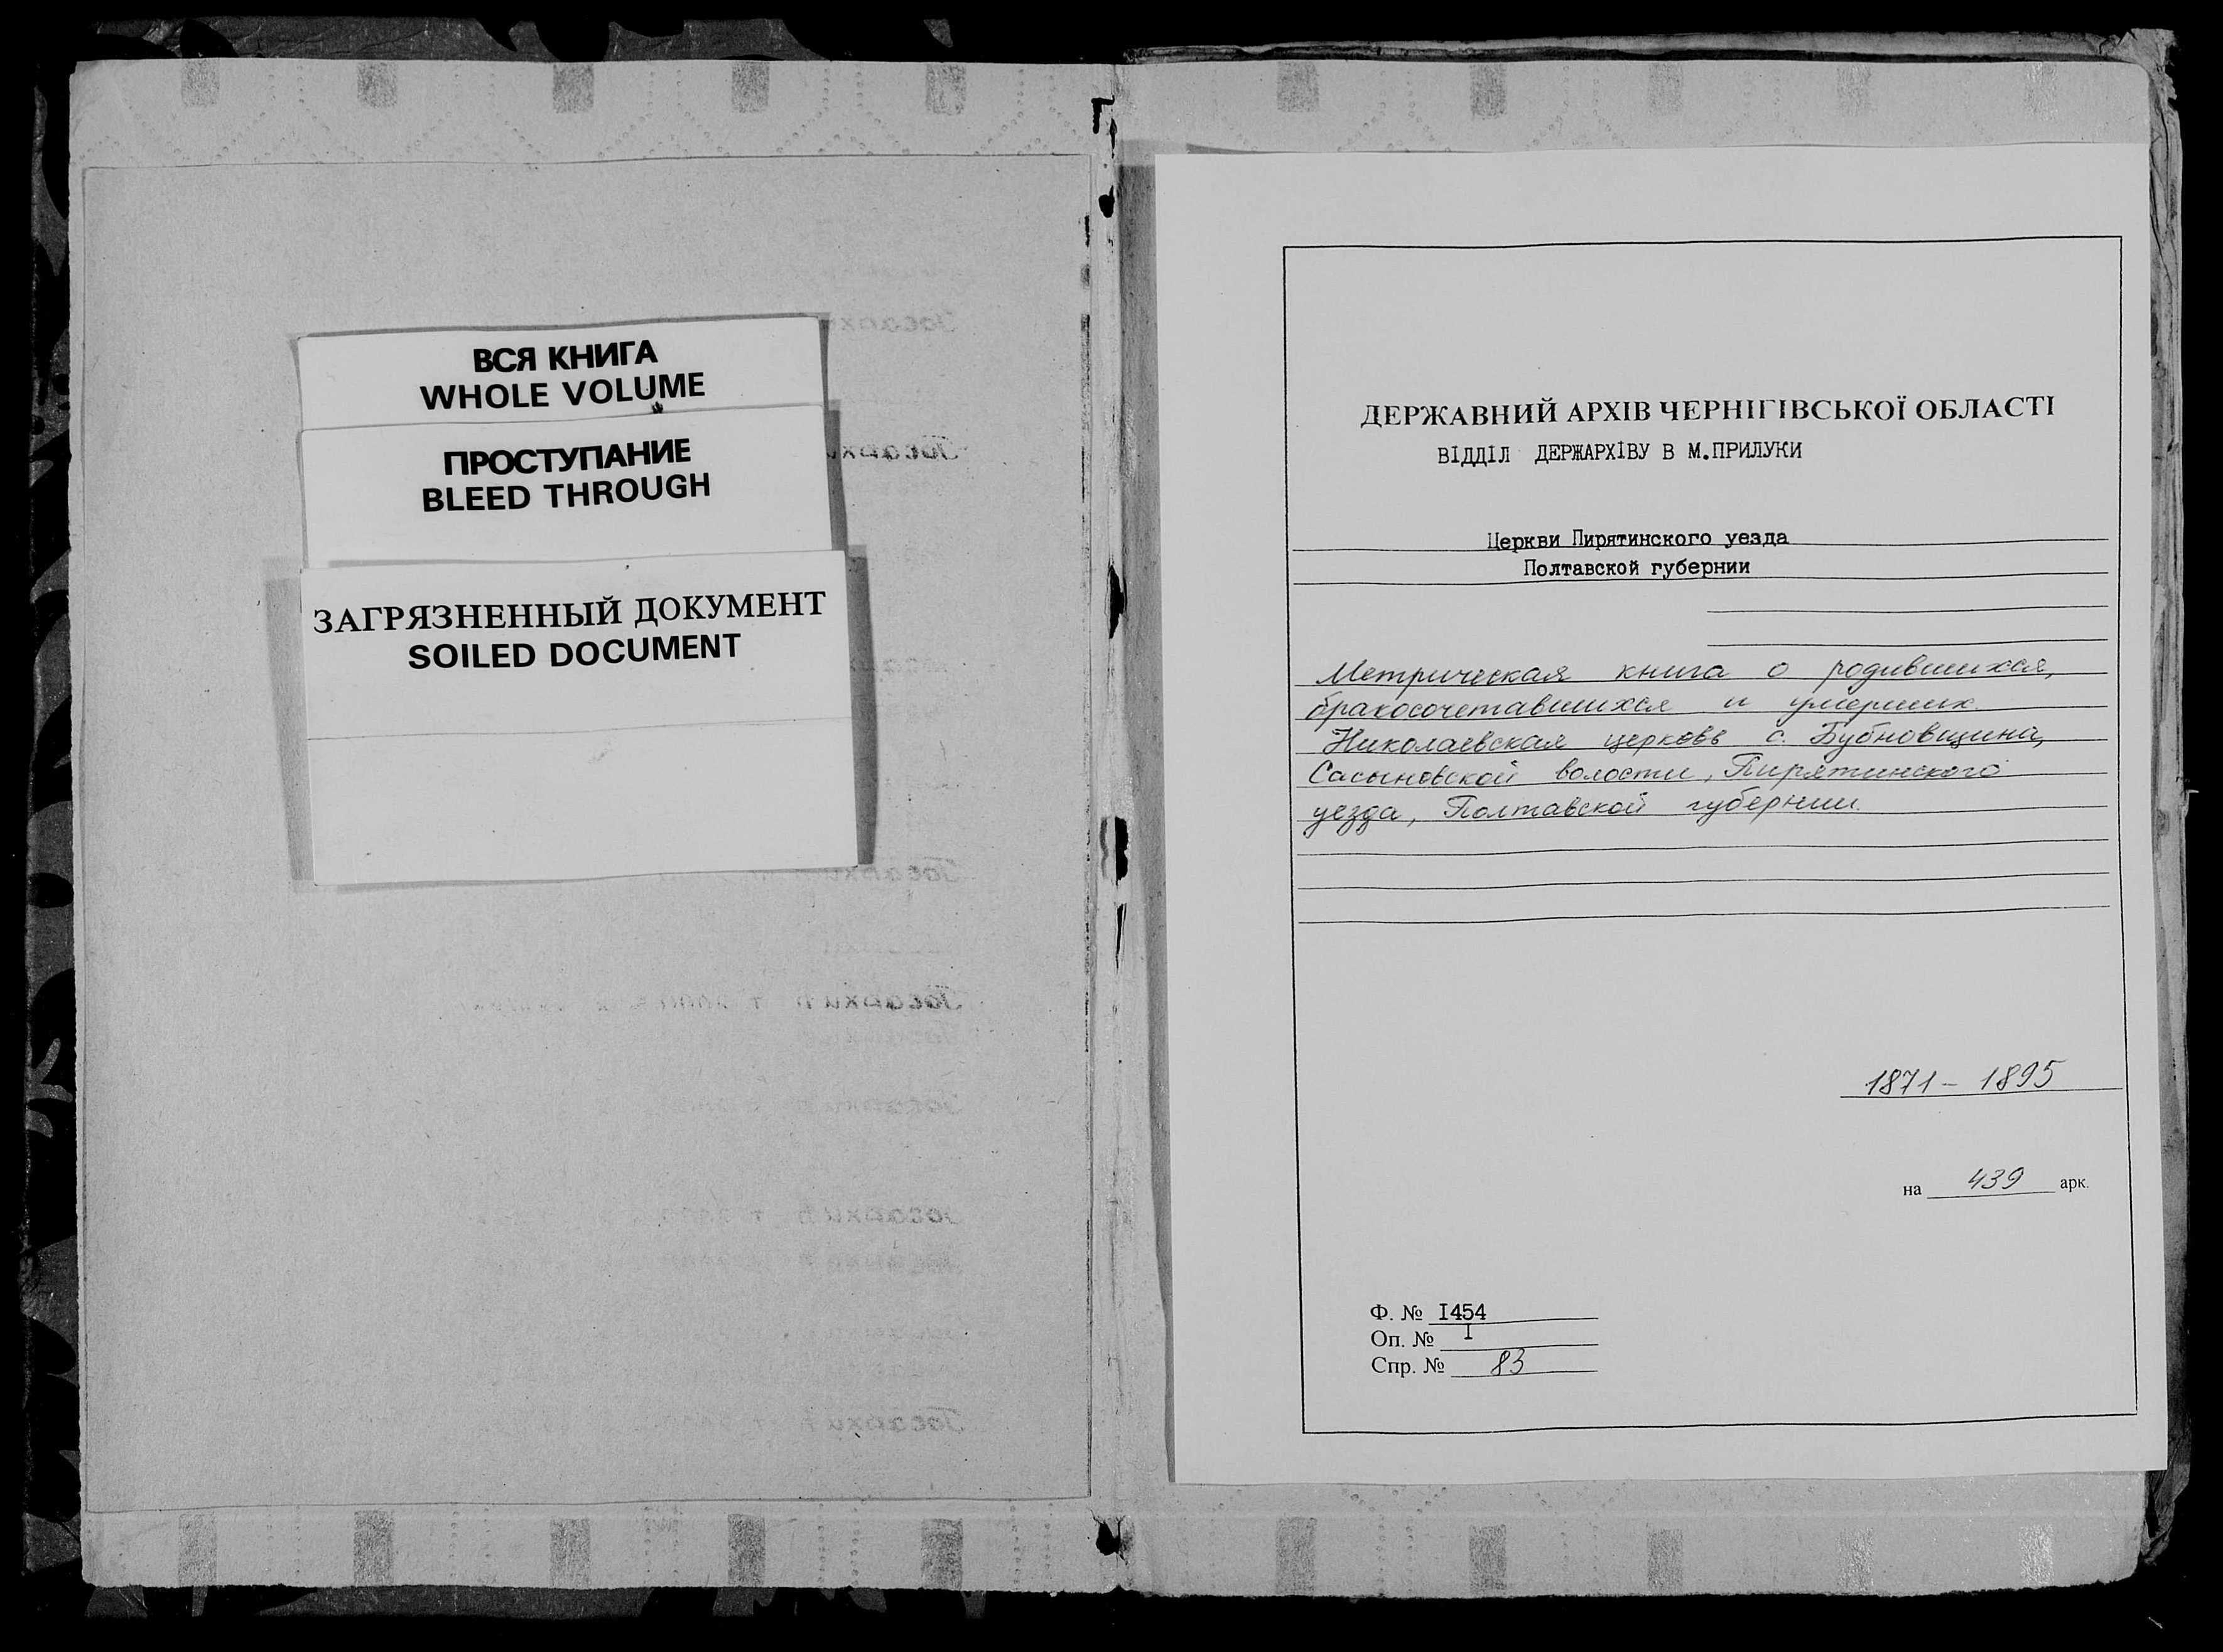 ВСЯ КНИГА
WHOLE VOLUME
ПРОСТУПАНИЕ
BLEED THROUGH
ЗАГРЯЗНЕННЫЙ ДОКУМЕНТ
SOILED DOCUMENT
ДЕРЖАВНИЙ АРХІВ ЧЕРНІГІВСЬКОЇ ОБЛАСТІ
ВІДДІЛ ДЕРЖАРХІВУ В М.ПРИЛУКИ
Церкви Пирятинского уезда
Полтавской губернии
Метрическая книга о родившихся,
бракосочетавшихся и умерших.
Николаевская церковь с. Бубновщина,
Сасыновской волости, Пирятинского
уезда, Полтавской губернии.
1871 - 1895
на 439 арк.
Ф. № I454
Оп. № I
Спр. № 83